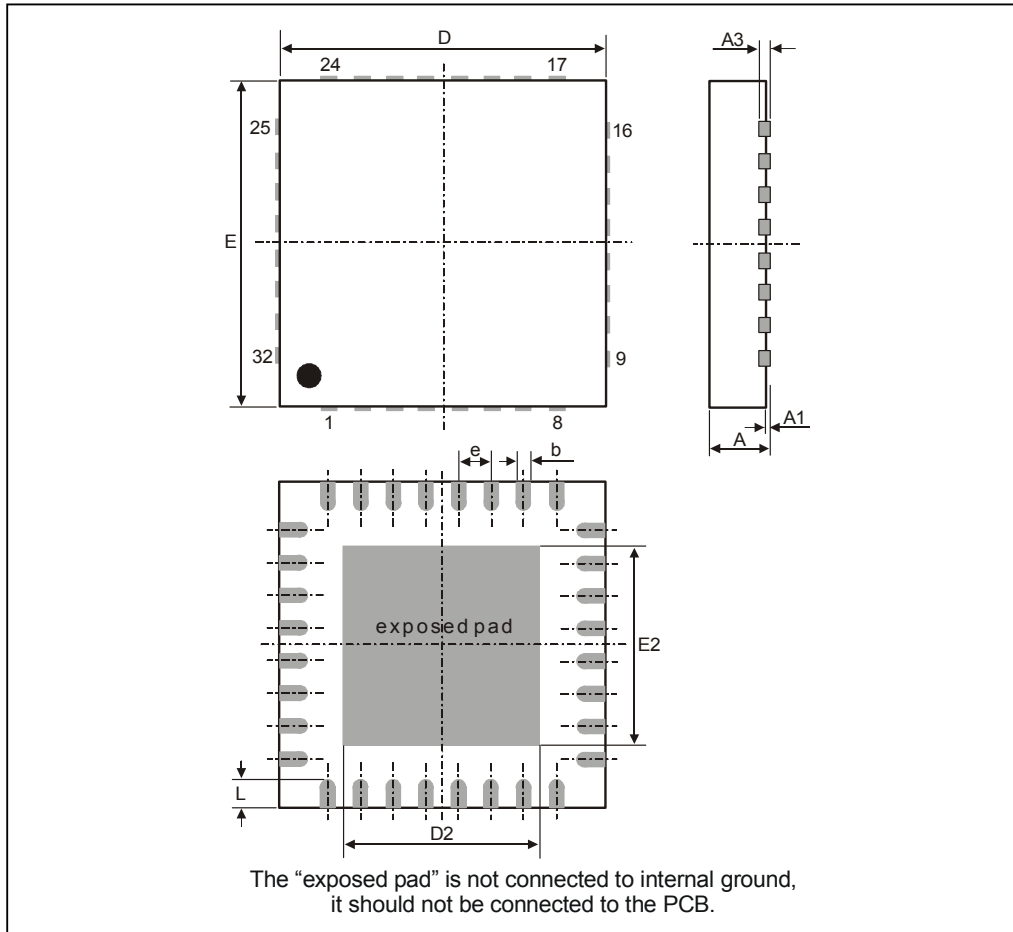 D
A3
24
17
25
16
E
32
9
1
8
A1
A
e
b
exposed pad
E2
L
D2
The “exposed pad” is not connected to internal ground,
it should not be connected to the PCB.